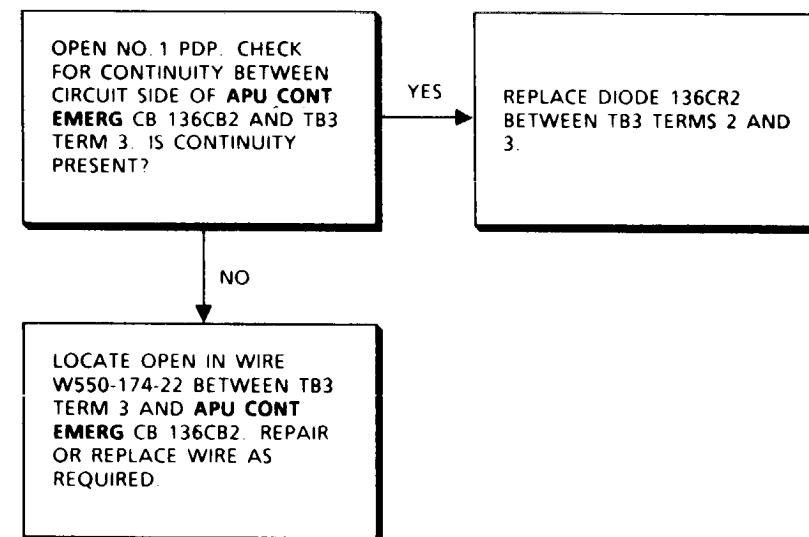 OPEN NO. 1 PDP. CHECK
FOR CONTINUITY BETWEEN
CIRCUIT SIDE OF APU CONT
EMERG CB 136CB2 AND TB3
TERM 3. IS CONTINUITY
PRESENT?
YES
REPLACE DIODE 136CR2
BETWEEN TB3 TERMS 2 AND
3.
NO
LOCATE OPEN IN WIRE
W550-174-22 BETWEEN TB3
TERM 3 AND APU CONT
EMERG CB 136CB2. REPAIR
OR REPLACE WIRE AS
REQUIRED.